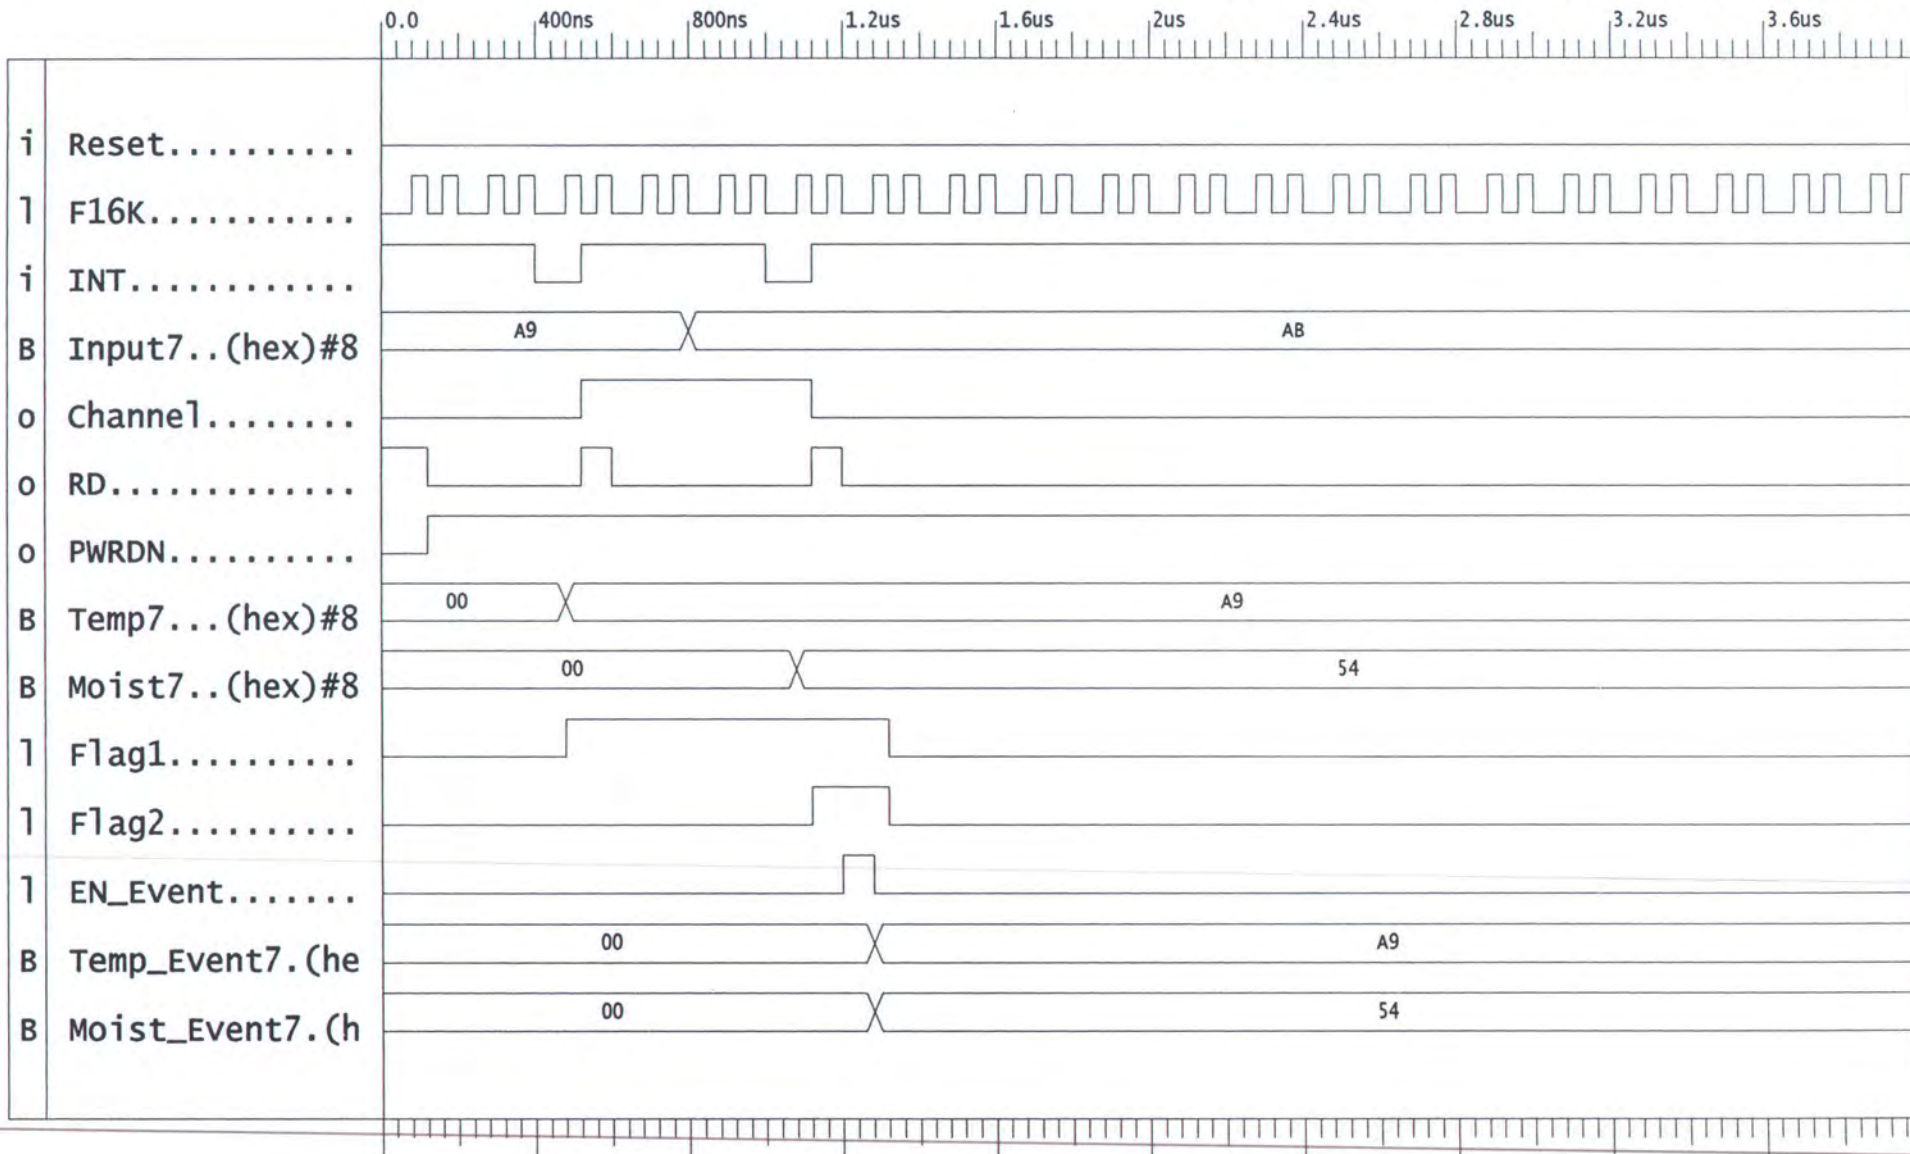 0.0 400ns 800ns 1.2us 1.6us 2us 2.4us 2.8us 3.2us 3.6us
i Reset..........
l F16K...........
i INT............
B Input7..(hex)#8 A9 AB
o Channel........
o RD.............
o PWRDN..........
B Temp7...(hex)#8 00 A9
B Moist7..(hex)#8 00 54
l Flag1..........
l Flag2..........
l EN_Event.......
B Temp_Event7.(he 00 A9
B Moist_Event7.(h 00 54